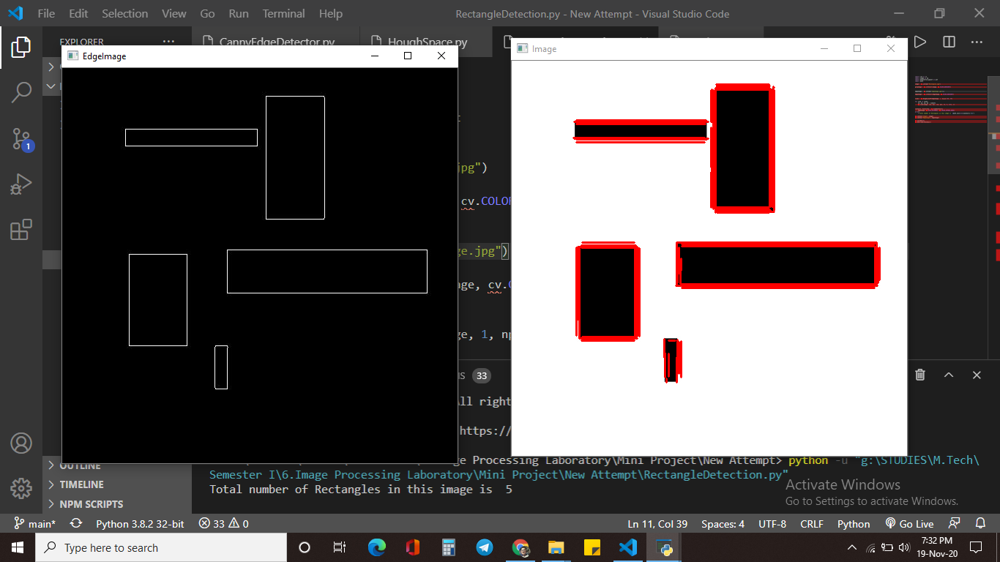 File Edit Selection View Go Run Terminal Help
RectangleDetection.py - New Attempt - Visual Studio Code
EXPLORER
CannyEdgeDetector.py
HoughSpace.py
EdgeImage
Image
jpg")
cv.COLO
ge.jpg")
age, cv.
ge, 1, np
1
33
All right
https://
Processing Laboratory\Mini Project\New Attempt> python -u "g:\STUDIES\M.Tech\
Semester I\6.Image Processing Laboratory\Mini Project\New Attempt\RectangleDetection.py"
Total number of Rectangles in this image is 5
OUTLINE
TIMELINE
NPM SCRIPTS
Activate Windows
Go to Settings to activate Windows.
main* Python 3.8.2 32-bit 33 0
Ln 11, Col 39 Spaces: 4 UTF-8 CRLF Python Go Live
Type here to search
7:32 PM
19-Nov-20